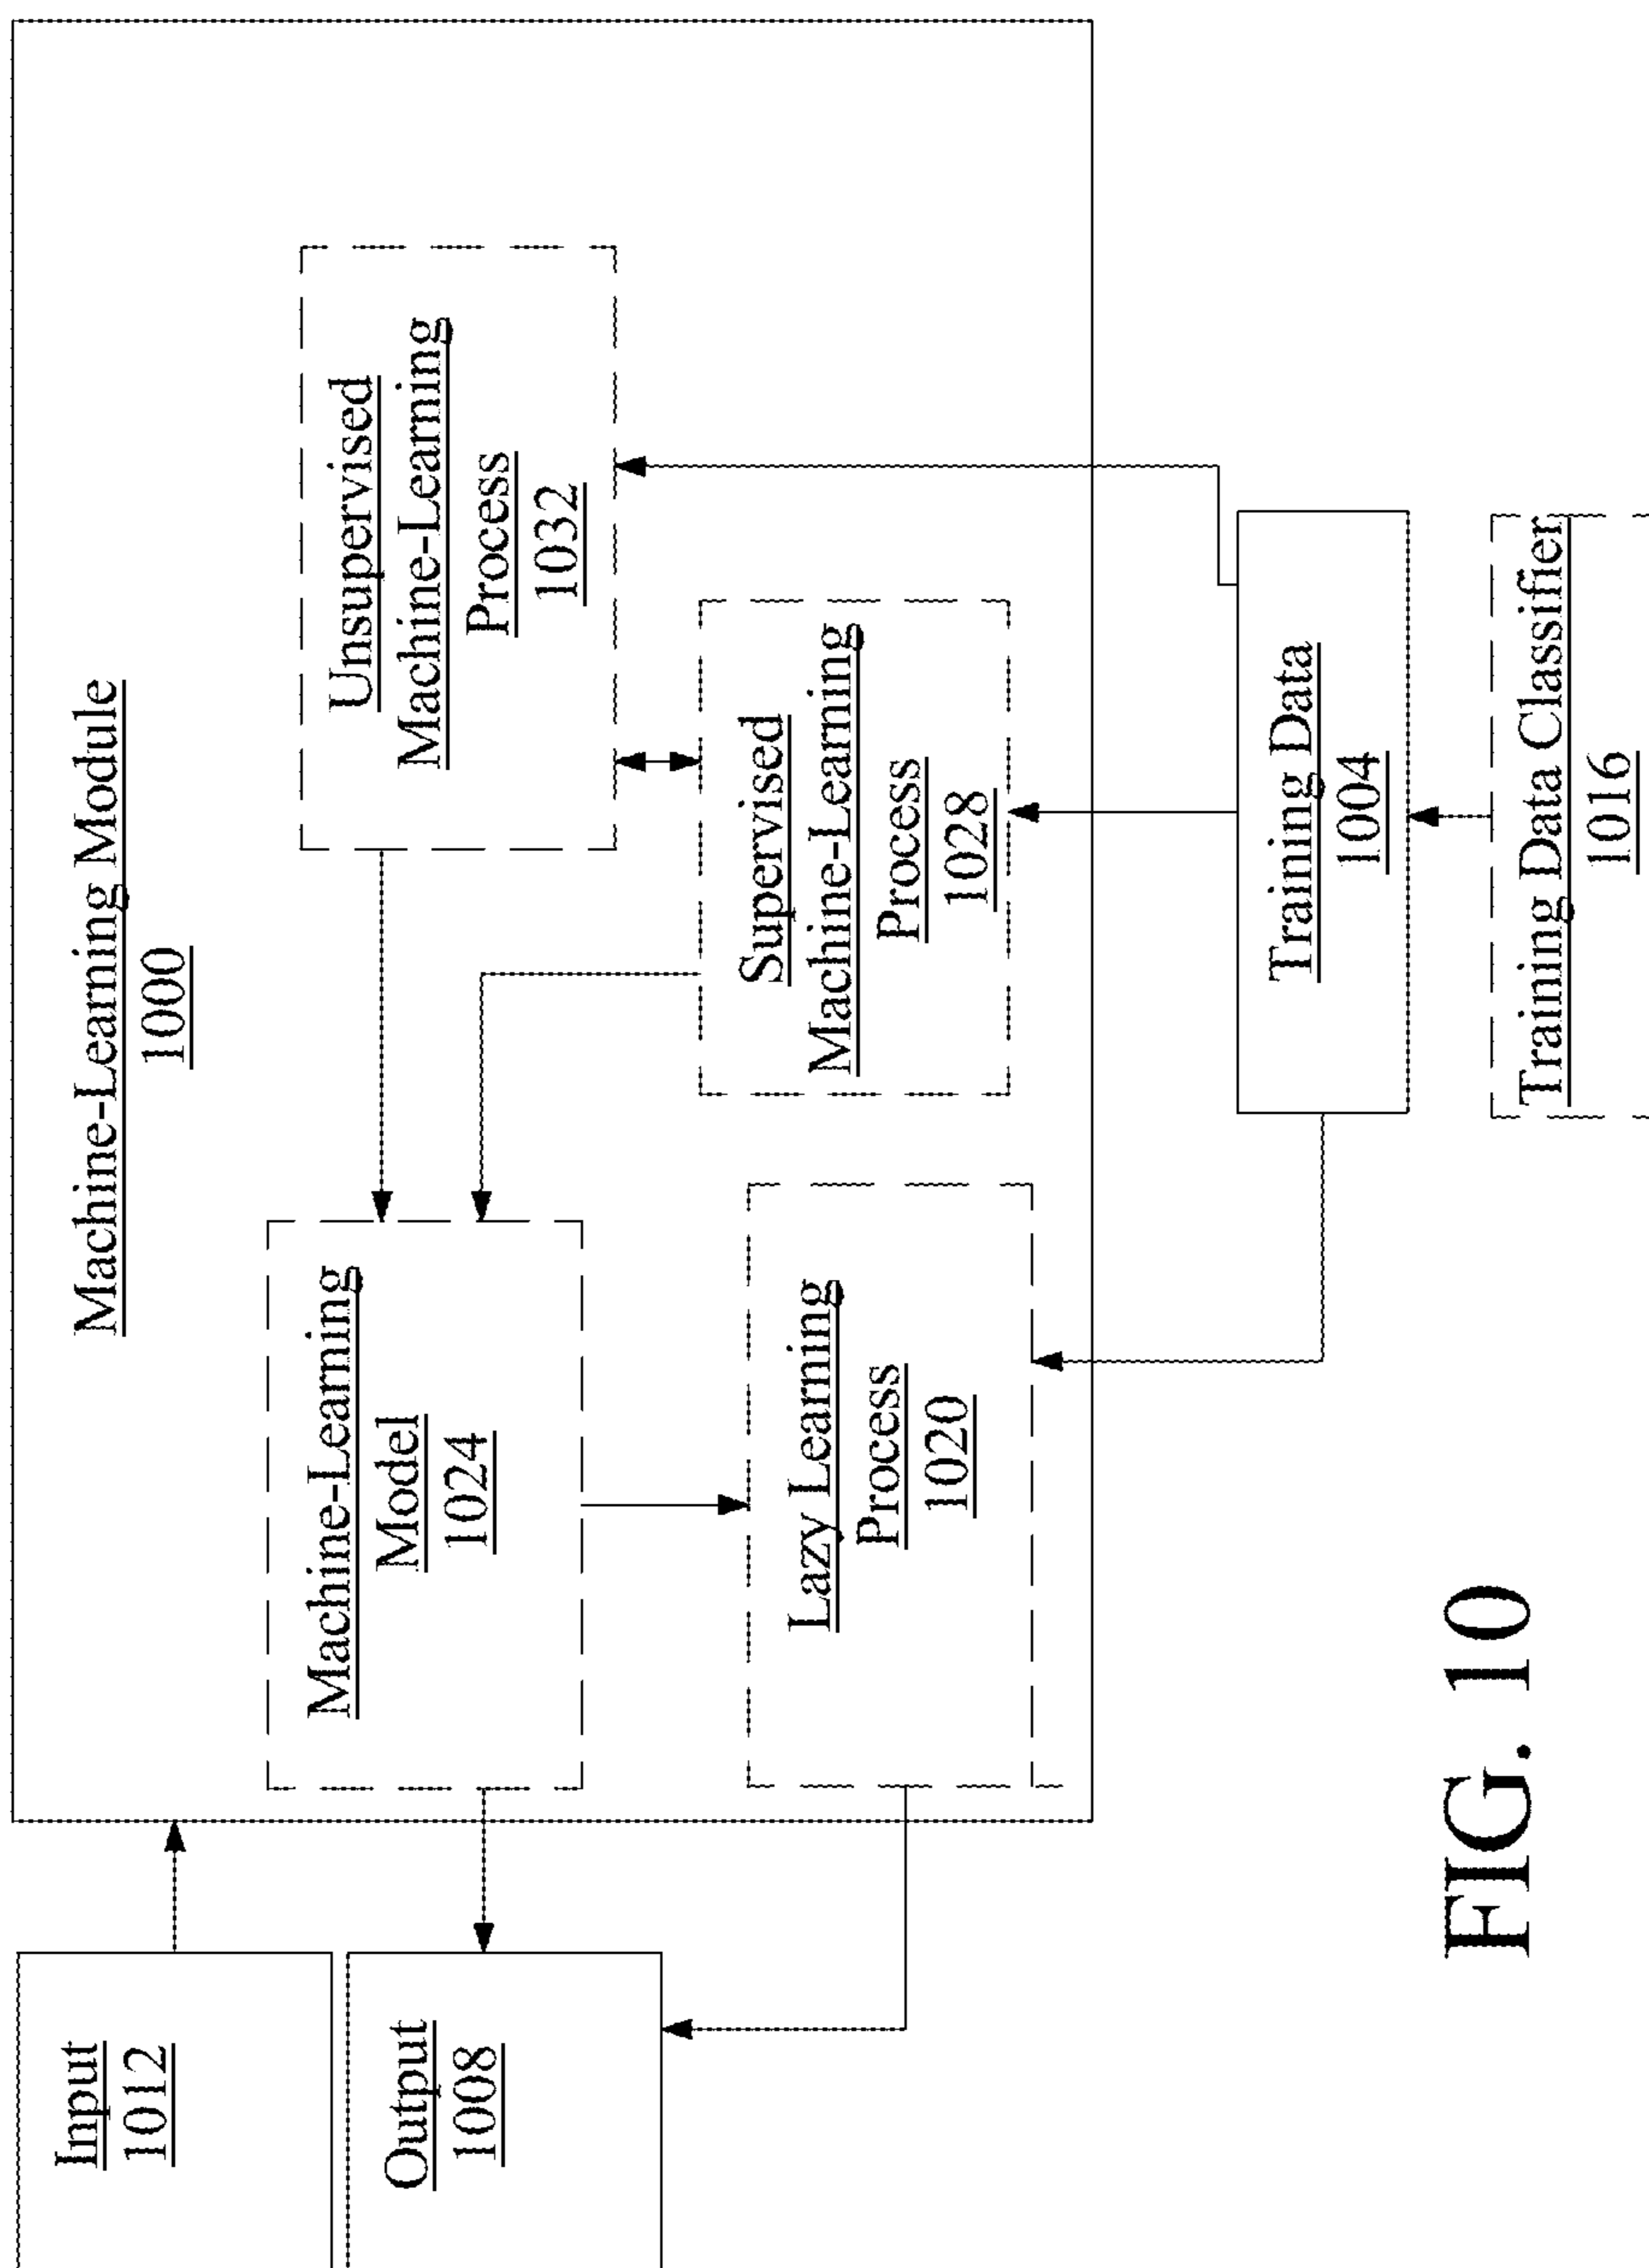 Machine-Learning Module
1000
Input
1012
Output
1008
Machine-Learning
Model
1024
Unsupervised
Machine-Learning
Process
1032
Lazy Learning
Process
1020
Supervised
Machine-Learning
Process
1028
Training Data
1004
Training Data Classifier
1016
FIG. 10